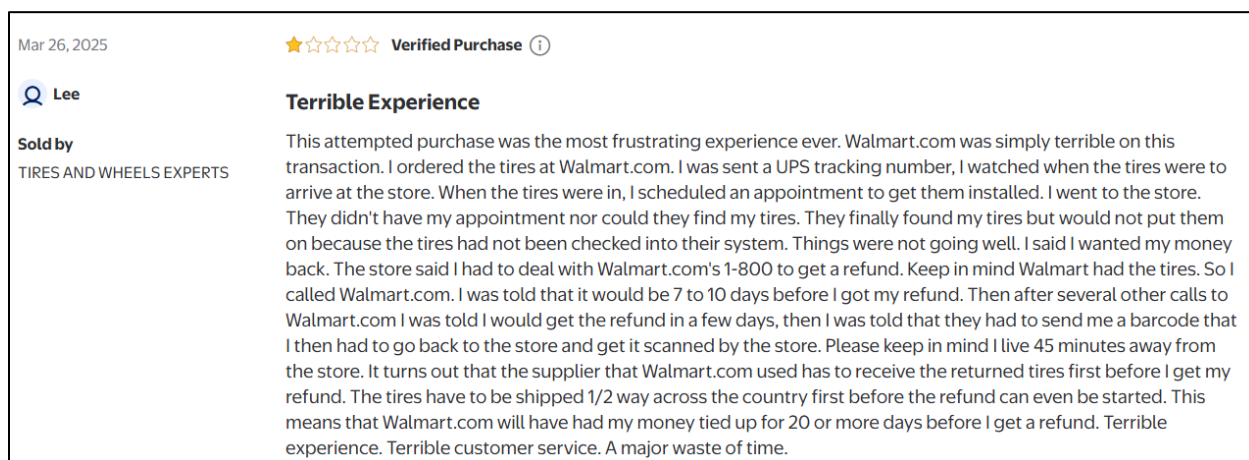 Mar 26, 2025
Verified Purchase
Lee
Terrible Experience
Sold by
TIRES AND WHEELS EXPERTS
This attempted purchase was the most frustrating experience ever. Walmart.com was simply terrible on this
transaction. I ordered the tires at Walmart.com. I was sent a UPS tracking number, I watched when the tires were to
arrive at the store. When the tires were in, I scheduled an appointment to get them installed. I went to the store.
They didn't have my appointment nor could they find my tires. They finally found my tires but would not put them
on because the tires had not been checked into their system. Things were not going well. I said I wanted my money
back. The store said I had to deal with Walmart.com's 1-800 to get a refund. Keep in mind Walmart had the tires. So I
called Walmart.com. I was told that it would be 7 to 10 days before I got my refund. Then after several other calls to
Walmart.com I was told I would get the refund in a few days, then I was told that they had to send me a barcode that
I then had to go back to the store and get it scanned by the store. Please keep in mind I live 45 minutes away from
the store. It turns out that the supplier that Walmart.com used has to receive the returned tires first before I get my
refund. The tires have to be shipped 1/2 way across the country first before the refund can even be started. This
means that Walmart.com will have had my money tied up for 20 or more days before I get a refund. Terrible
experience. Terrible customer service. A major waste of time.